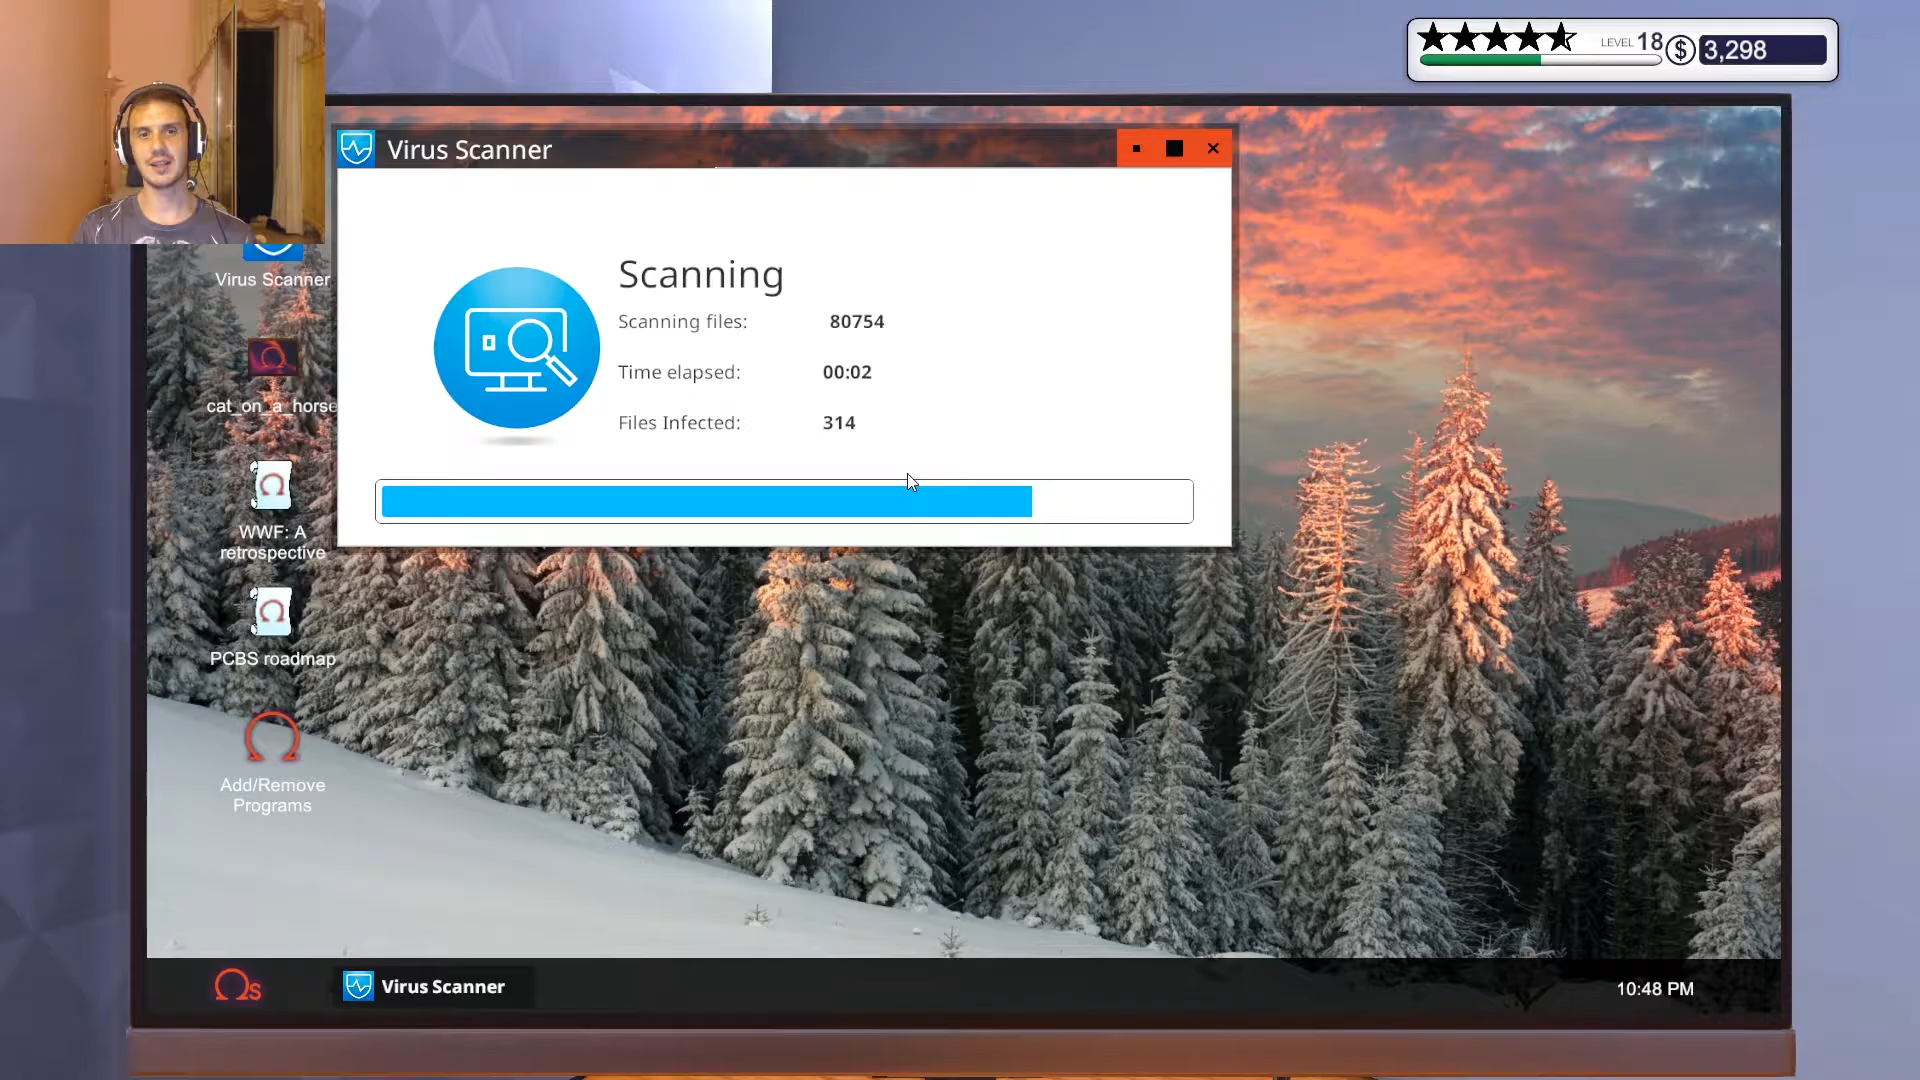 LEVEL 18
$ 3,298
Virus Scanner
Scanning
Scanning files: 80754
Time elapsed: 00:02
Files Infected: 314
Virus Scanner
cat_on_a_horse
WWF: A
retrospective
PCBS roadmap
Add/Remove
Programs
Ωs
Virus Scanner
10:48 PM